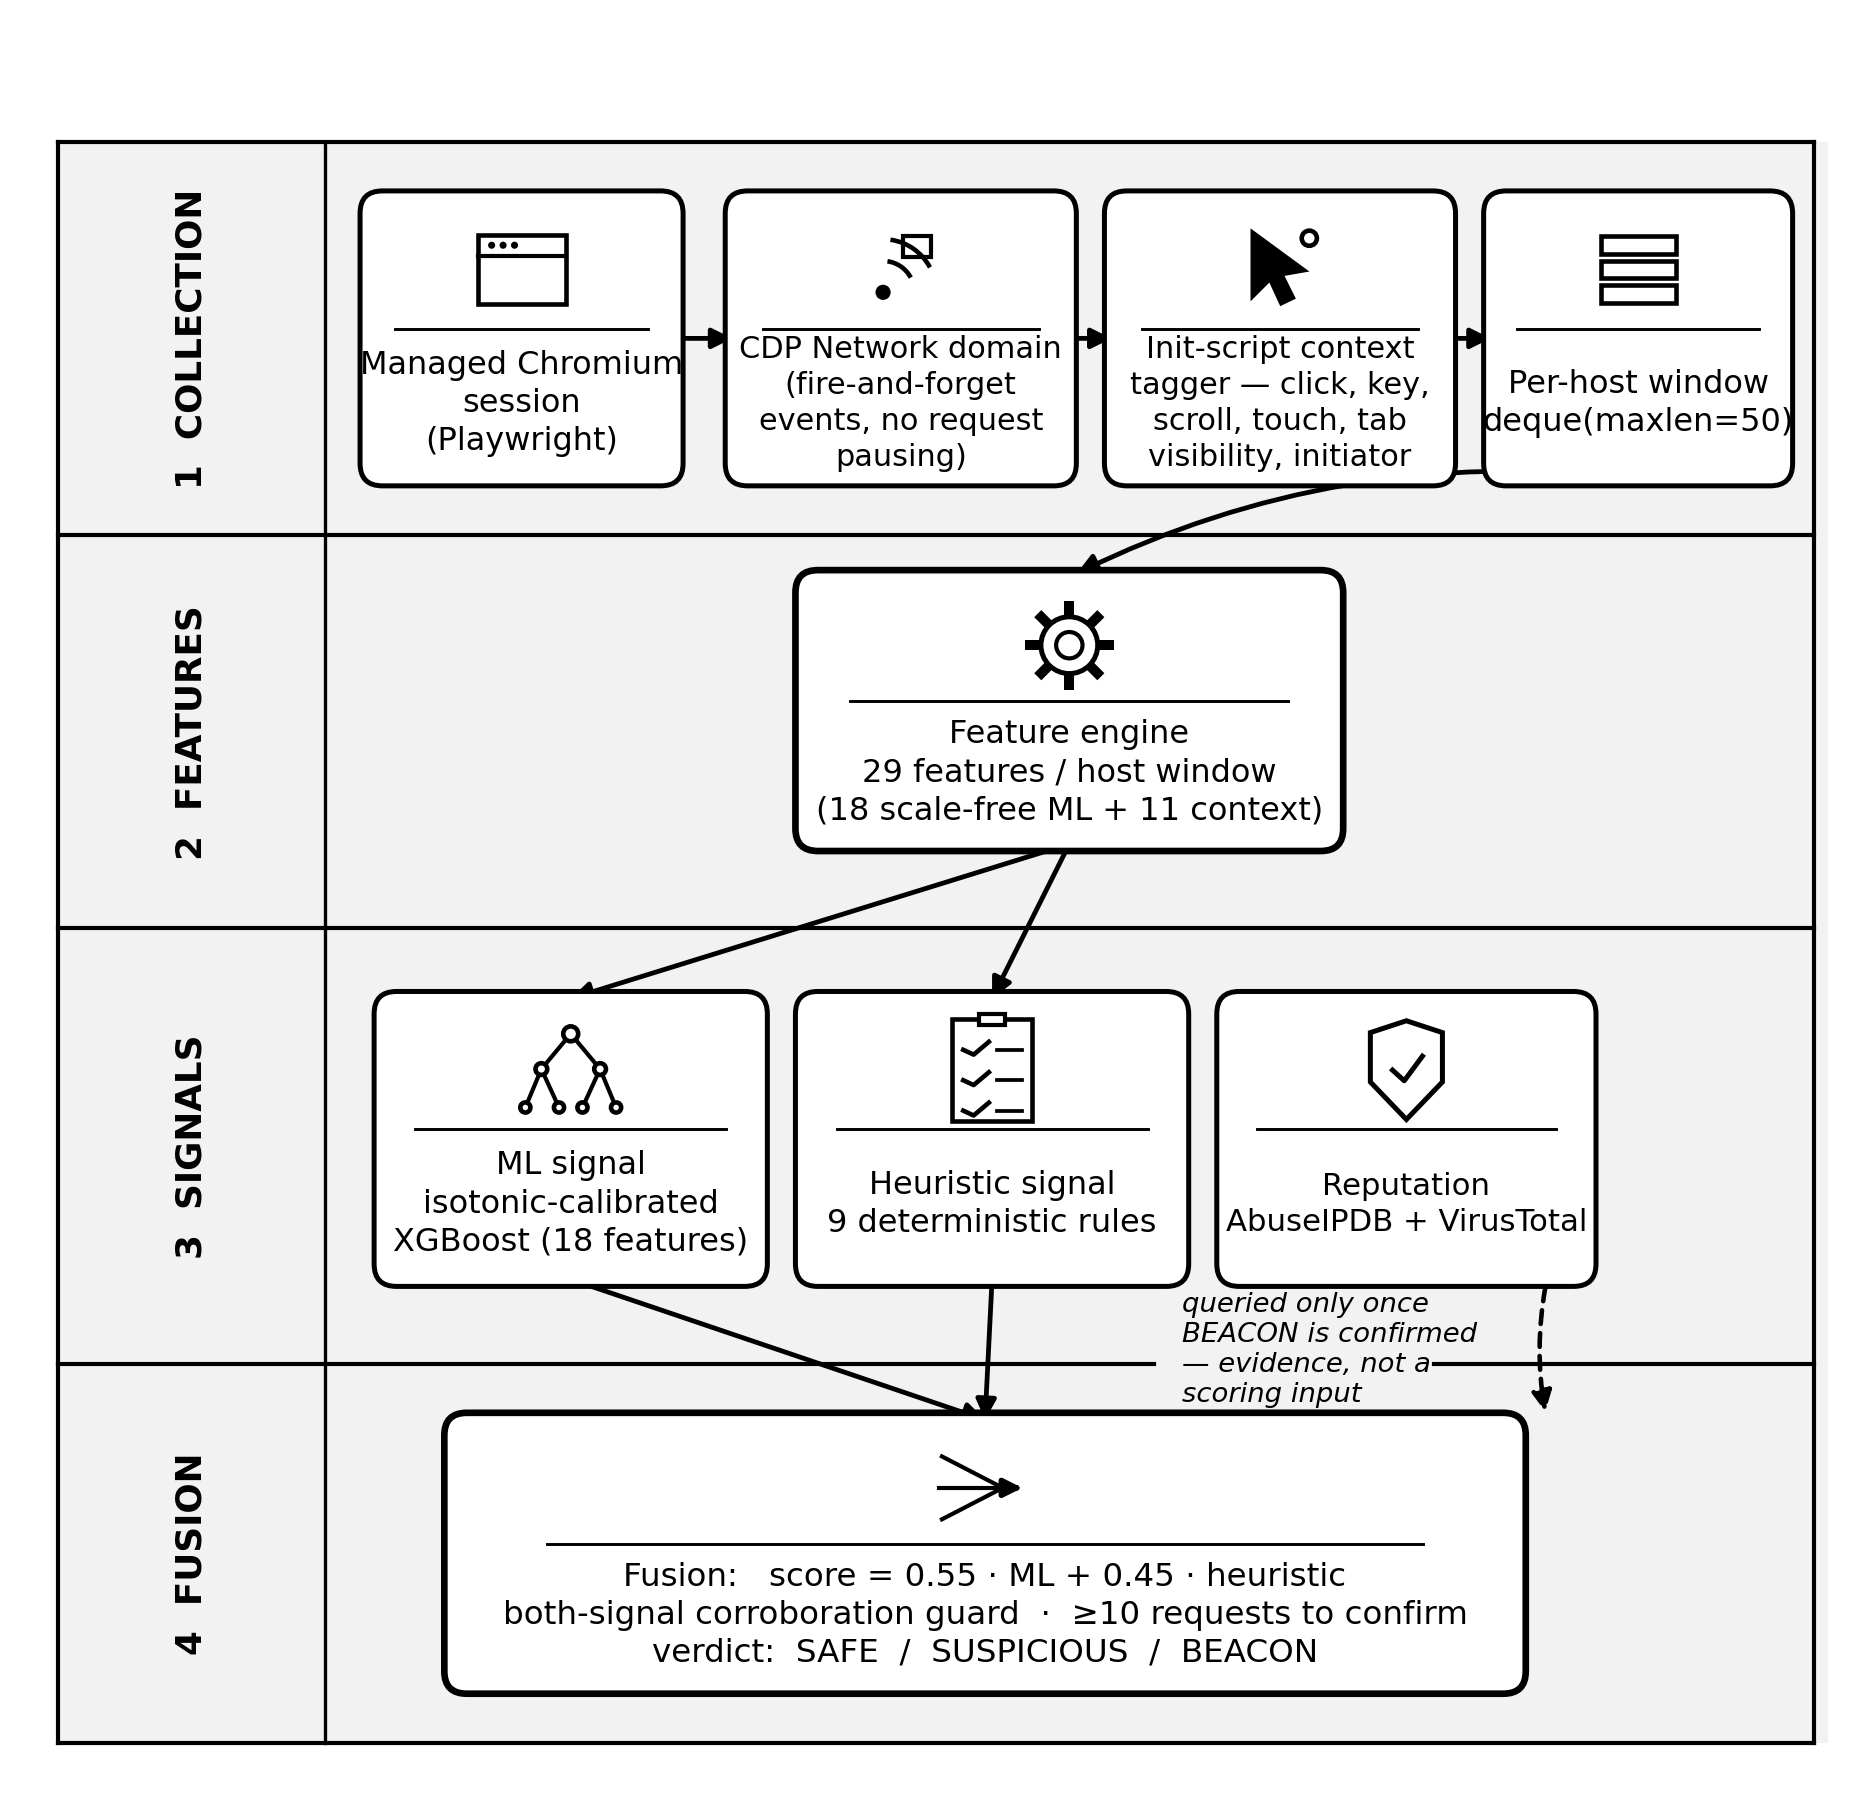 1 COLLECTION
Managed Chromium
session
(Playwright)
CDP Network domain
(fire-and-forget
events, no request
pausing)
Init-script context
tagger — click, key,
scroll, touch, tab
visibility, initiator
Per-host window
deque(maxlen=50)
2 FEATURES
Feature engine
29 features / host window
(18 scale-free ML + 11 context)
3 SIGNALS
ML signal
isotonic-calibrated
XGBoost (18 features)
Heuristic signal
9 deterministic rules
Reputation
AbuseIPDB + VirusTotal
queried only once
BEACON is confirmed
— evidence, not a
scoring input
4 FUSION
Fusion: score = 0.55 · ML + 0.45 · heuristic
both-signal corroboration guard · ≥10 requests to confirm
verdict: SAFE / SUSPICIOUS / BEACON